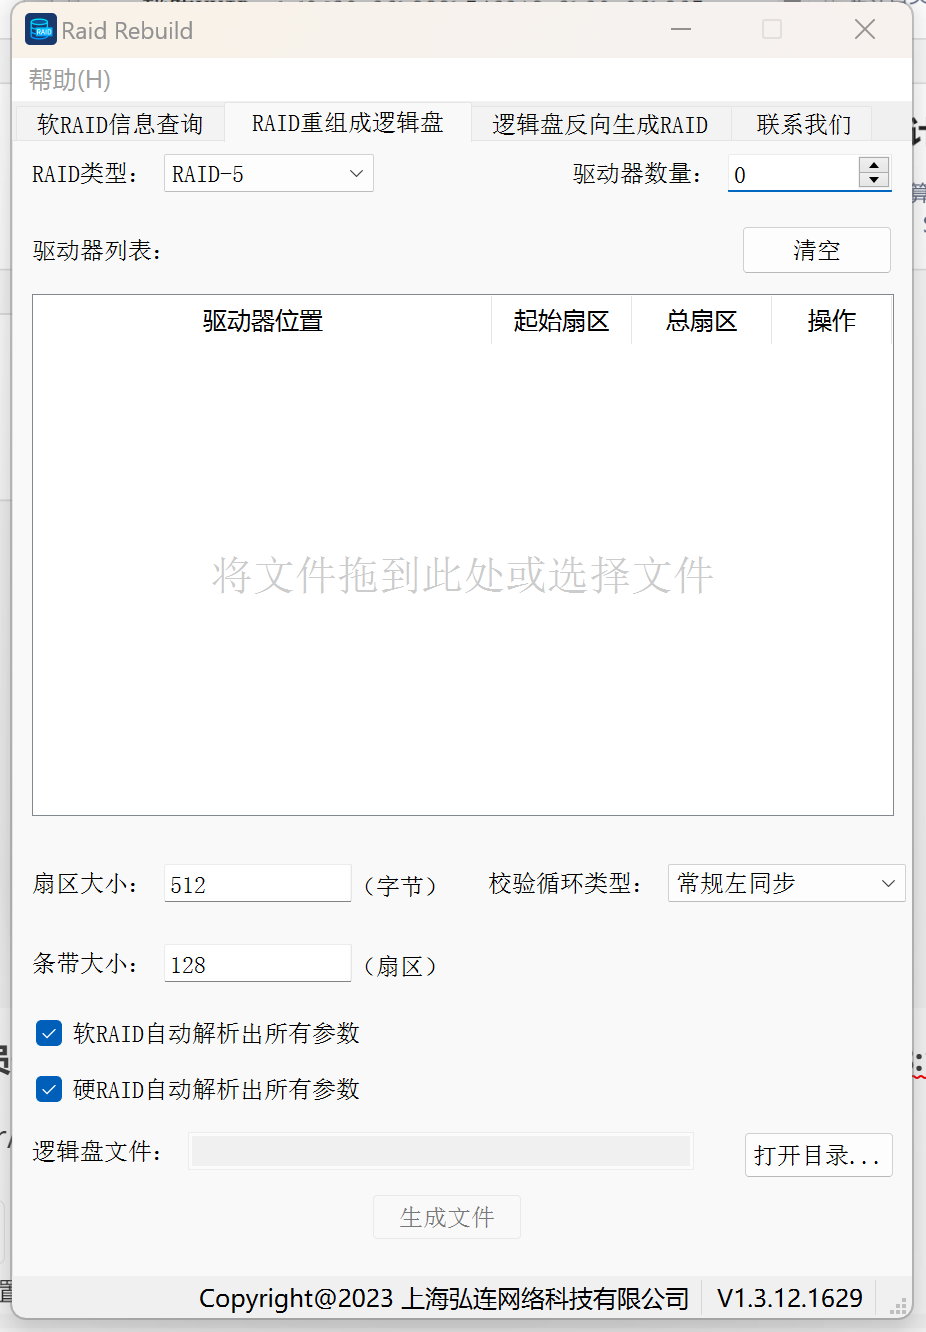 Raid Rebuild
帮助(H)
软RAID信息查询 RAID重组成逻辑盘 逻辑盘反向生成RAID 联系我们
RAID类型： RAID-5 驱动器数量： 0
驱动器列表： 清空
驱动器位置 起始扇区 总扇区 操作
将文件拖到此处或选择文件
扇区大小： 512 （字节） 校验循环类型： 常规左同步
条带大小： 128 （扇区）
软RAID自动解析出所有参数
硬RAID自动解析出所有参数
逻辑盘文件： 打开目录...
生成文件
Copyright@2023 上海弘连网络科技有限公司 V1.3.12.1629